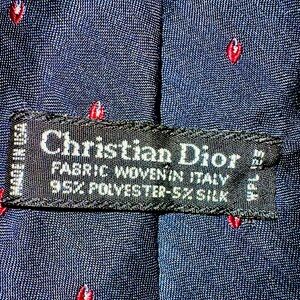 MADE IN USA
Christian Dior
FABRIC WOVEN IN ITALY
95% POLYESTER-5% SILK